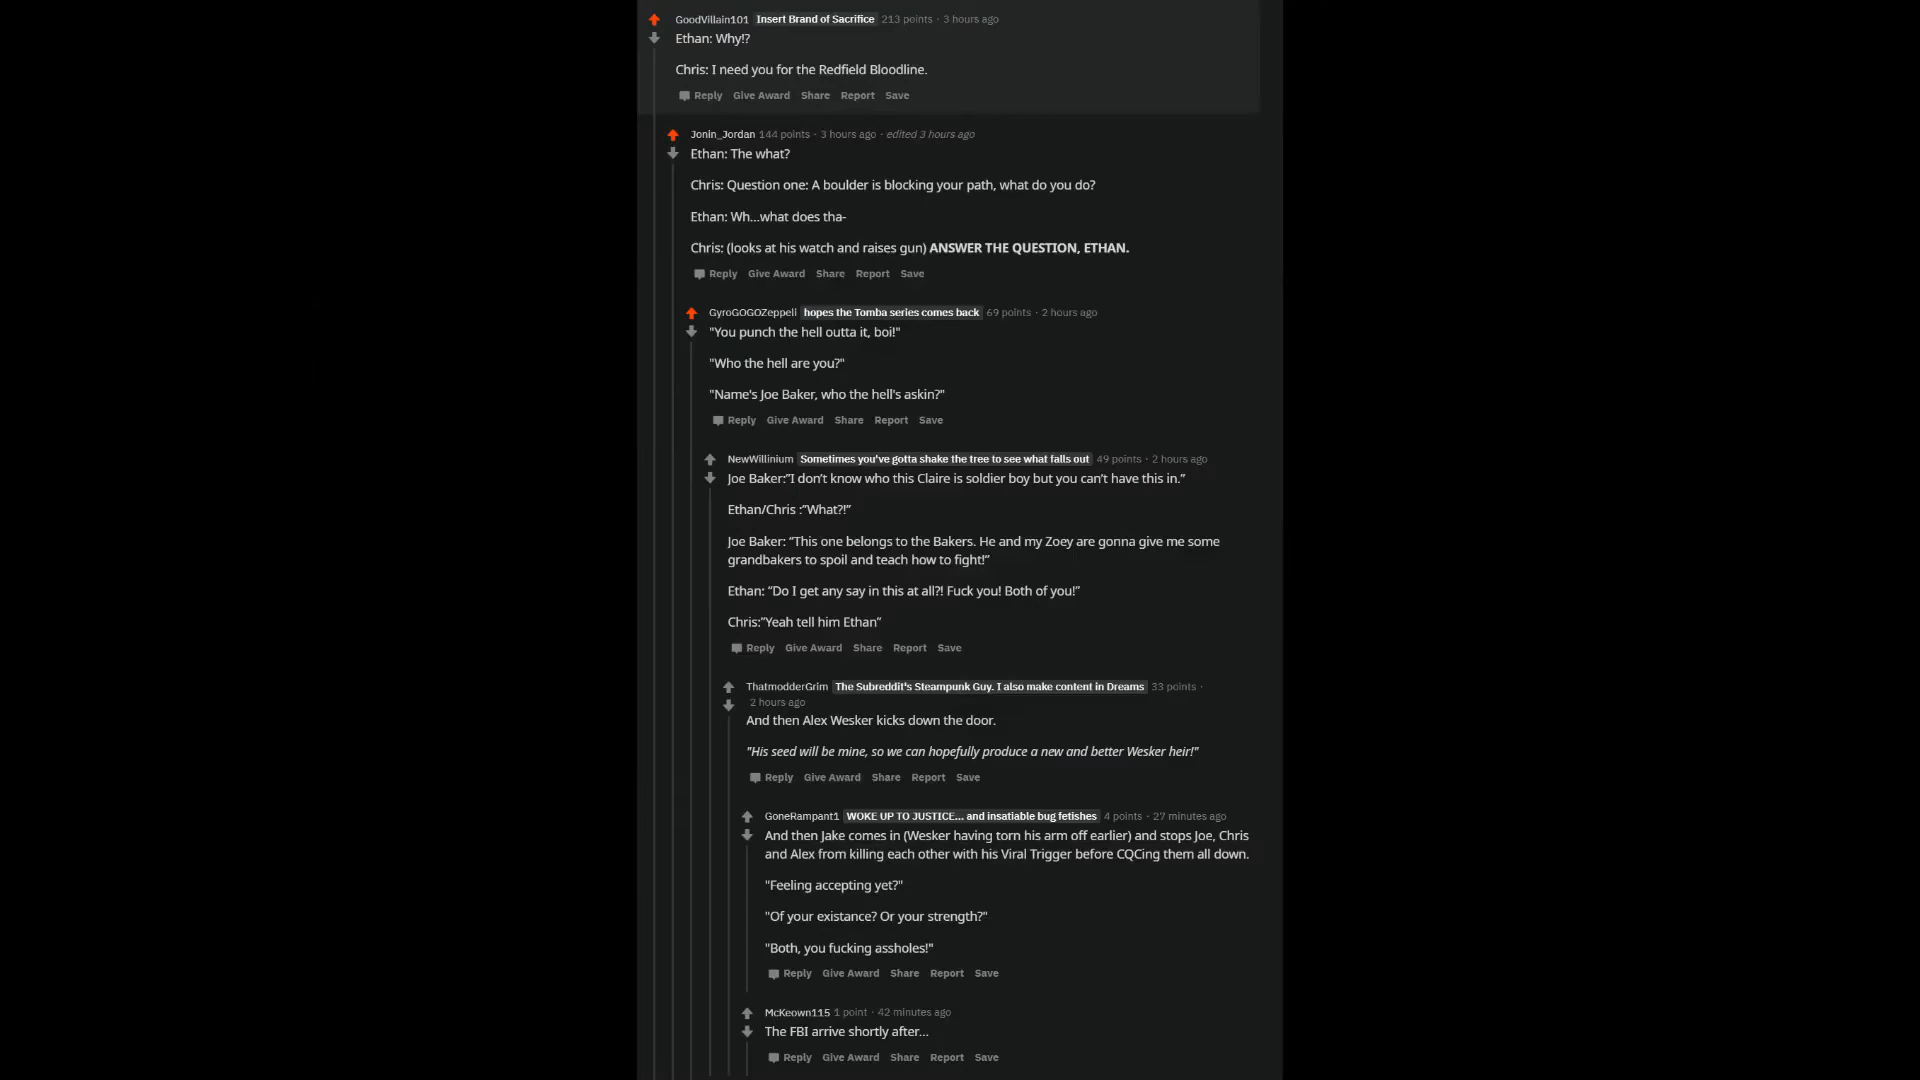 GoodVillain101 Insert Brand of Sacrifice 213 points · 3 hours ago
Ethan: Why!?
Chris: I need you for the Redfield Bloodline.
Reply Give Award Share Report Save
Jonin_Jordan 144 points · 3 hours ago · edited 3 hours ago
Ethan: The what?
Chris: Question one: A boulder is blocking your path, what do you do?
Ethan: Wh...what does tha-
Chris: (looks at his watch and raises gun) ANSWER THE QUESTION, ETHAN.
Reply Give Award Share Report Save
GyroGOGOZeppeli hopes the Tomba series comes back 69 points · 2 hours ago
"You punch the hell outta it, boi!"
"Who the hell are you?"
"Name's Joe Baker, who the hell's askin?"
Reply Give Award Share Report Save
NewWillinium Sometimes you've gotta shake the tree to see what falls out 49 points · 2 hours ago
Joe Baker:”I don’t know who this Claire is soldier boy but you can’t have this in.”
Ethan/Chris :”What?!”
Joe Baker: “This one belongs to the Bakers. He and my Zoey are gonna give me some
grandbakers to spoil and teach how to fight!”
Ethan: “Do I get any say in this at all?! Fuck you! Both of you!”
Chris:”Yeah tell him Ethan”
Reply Give Award Share Report Save
ThatmodderGrim The Subreddit's Steampunk Guy. I also make content in Dreams 33 points ·
2 hours ago
And then Alex Wesker kicks down the door.
"His seed will be mine, so we can hopefully produce a new and better Wesker heir!"
Reply Give Award Share Report Save
GoneRampant1 WOKE UP TO JUSTICE... and insatiable bug fetishes 4 points · 27 minutes ago
And then Jake comes in (Wesker having torn his arm off earlier) and stops Joe, Chris
and Alex from killing each other with his Viral Trigger before CQCing them all down.
"Feeling accepting yet?"
"Of your existance? Or your strength?"
"Both, you fucking assholes!"
Reply Give Award Share Report Save
McKeown115 1 point · 42 minutes ago
The FBI arrive shortly after...
Reply Give Award Share Report Save